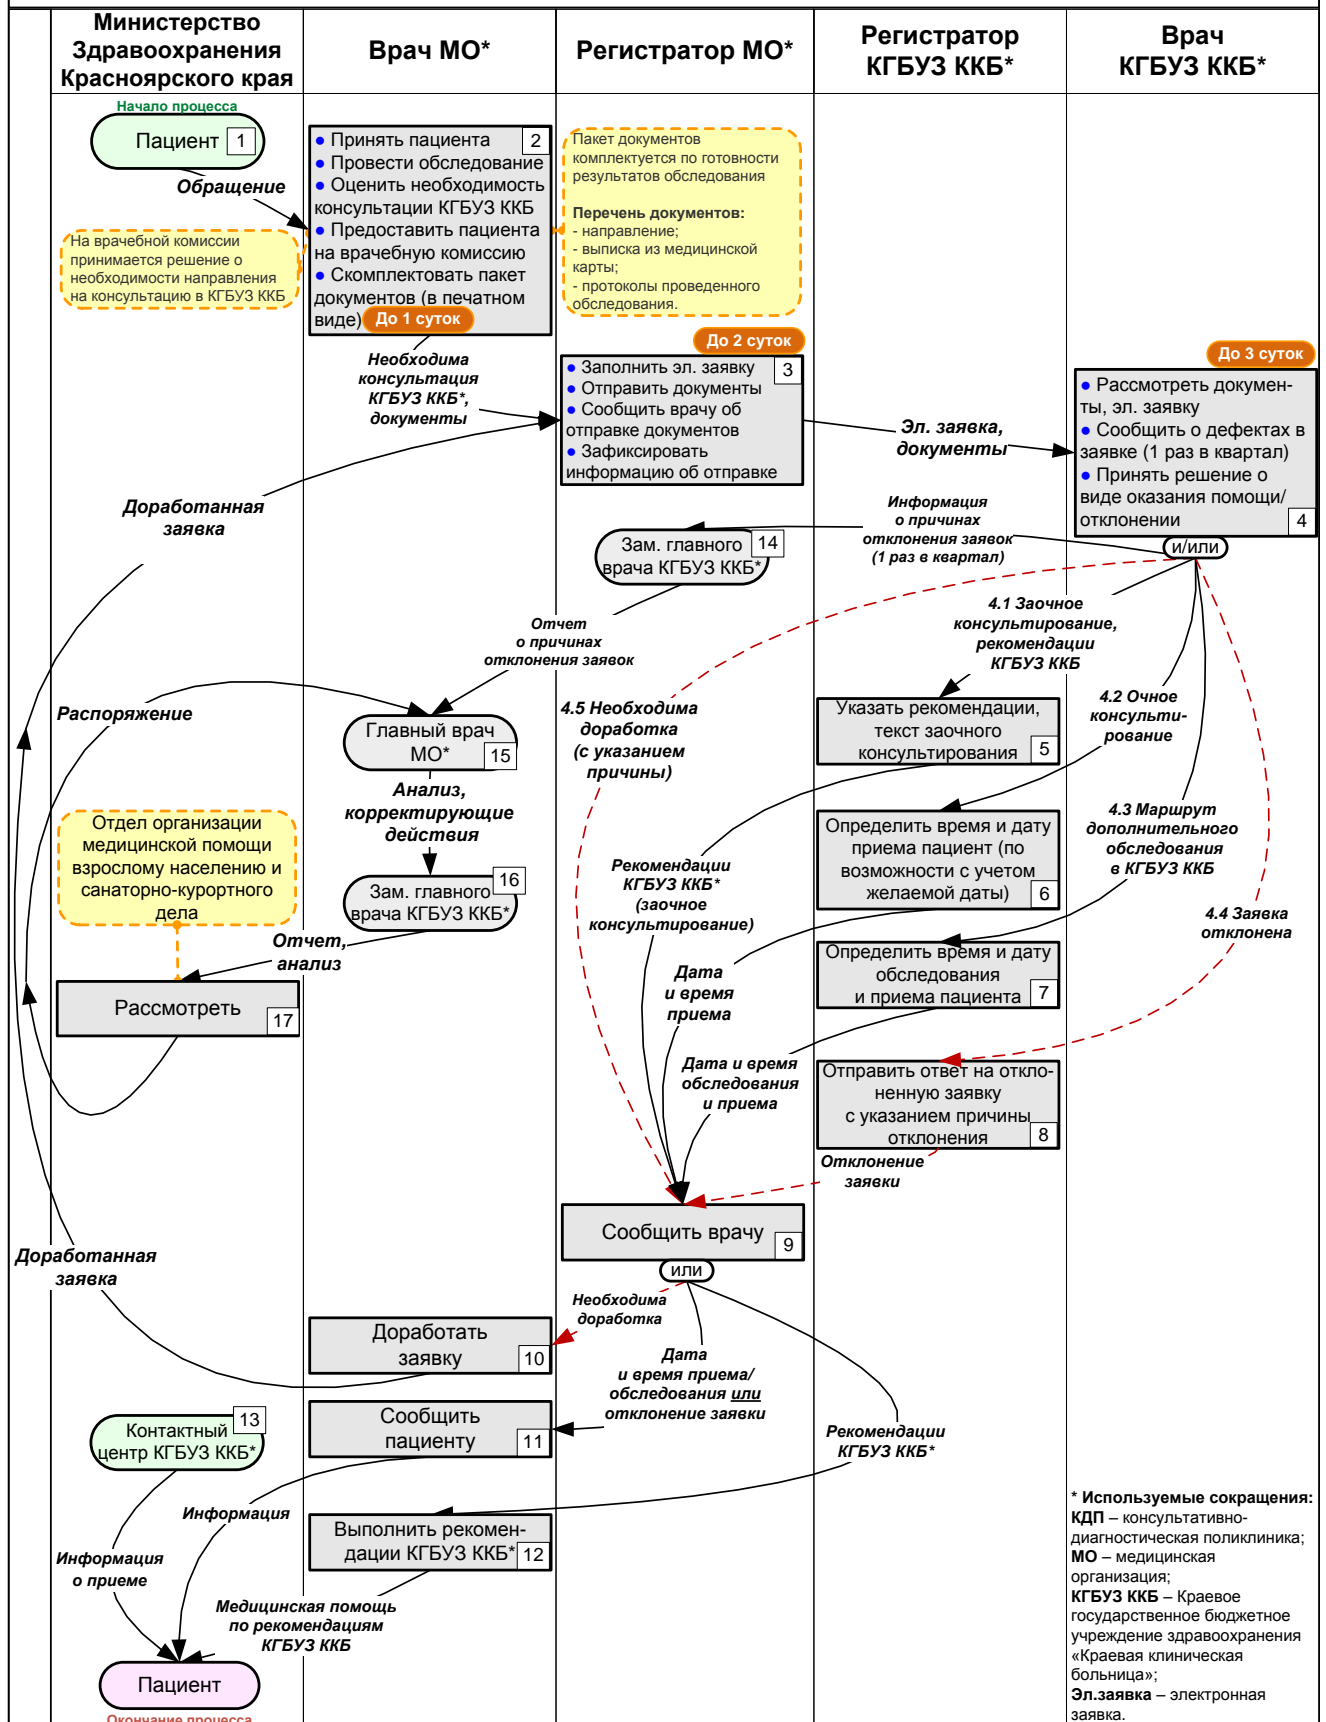 Министерство
Здравоохранения
Красноярского края
Врач МО*
Регистратор МО*
Регистратор
КГБУЗ ККБ*
Врач
КГБУЗ ККБ*
Начало процесса
Пациент
1
Обращение
На врачебной комиссии
принимается решение о
необходимости направления
на консультацию в КГБУЗ ККБ
● Принять пациента
2
● Провести обследование
● Оценить необходимость
консультации КГБУЗ ККБ
● Предоставить пациента
на врачебную комиссию
● Скомплектовать пакет
документов (в печатном
виде)
До 1 суток
Пакет документов
комплектуется по готовности
результатов обследования
Перечень документов:
- направление;
- выписка из медицинской
карты;
- протоколы проведенного
обследования.
Необходима
консультация
КГБУЗ ККБ*,
документы
До 2 суток
● Заполнить эл. заявку
3
● Отправить документы
● Сообщить врачу об
отправке документов
● Зафиксировать
информацию об отправке
Эл. заявка,
документы
До 3 суток
● Рассмотреть докумен-
ты, эл. заявку
● Сообщить о дефектах в
заявке (1 раз в квартал)
● Принять решение о
виде оказания помощи/
отклонении
4
и/или
Доработанная
заявка
Информация
о причинах
отклонения заявок
(1 раз в квартал)
Зам. главного
врача КГБУЗ ККБ*
14
Отчет
о причинах
отклонения заявок
4.1 Заочное
консультирование,
рекомендации
КГБУЗ ККБ
4.2 Очное
консульти-
рование
4.3 Маршрут
дополнительного
обследования
в КГБУЗ ККБ
4.4 Заявка
отклонена
4.5 Необходима
доработка
(с указанием
причины)
Распоряжение
Главный врач
МО*
15
Анализ,
корректирующие
действия
Зам. главного
врача КГБУЗ ККБ*
16
Отчет,
анализ
Отдел организации
медицинской помощи
взрослому населению и
санаторно-курортного
дела
Рассмотреть
17
Указать рекомендации,
текст заочного
консультирования
5
Определить время и дату
приема пациент (по
возможности с учетом
желаемой даты)
6
Определить время и дату
обследования
и приема пациента
7
Отправить ответ на откло-
ненную заявку
с указанием причины
отклонения
8
Рекомендации
КГБУЗ ККБ*
(заочное
консультирование)
Дата
и время
приема
Дата и время
обследования
и приема
Отклонение
заявки
Сообщить врачу
9
или
Доработанная
заявка
Необходима
доработка
Доработать
заявку
10
Дата
и время приема/
обследования или
отклонение заявки
Сообщить
пациенту
11
Рекомендации
КГБУЗ ККБ*
Контактный
центр КГБУЗ ККБ*
13
Информация
Выполнить рекомен-
дации КГБУЗ ККБ*
12
Информация
о приеме
Медицинская помощь
по рекомендациям
КГБУЗ ККБ
Пациент
Окончание процесса
* Используемые сокращения:
КДП – консультативно-
диагностическая поликлиника;
МО – медицинская
организация;
КГБУЗ ККБ – Краевое
государственное бюджетное
учреждение здравоохранения
«Краевая клиническая
больница»;
Эл.заявка – электронная
заявка.